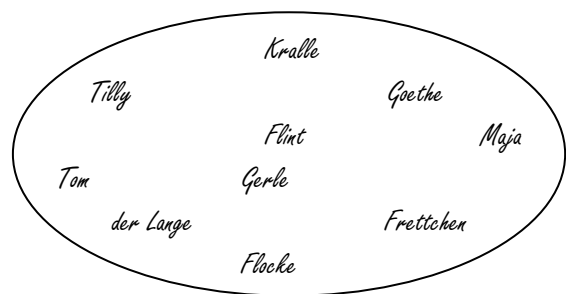 Kralle
Tilly
Goethe
Flint
Maja
Tom
Gerle
der Lange
Frettchen
Flocke